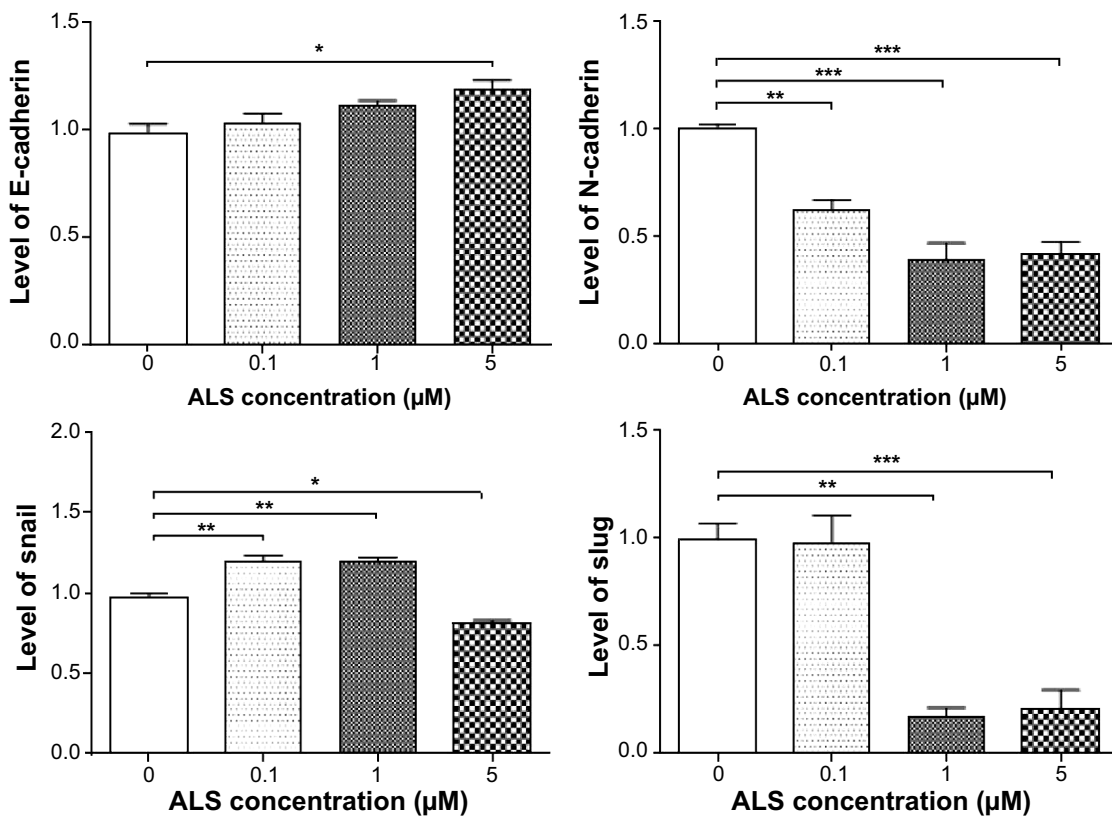 Level of E-cadherin
1.5
1.0
0.5
0.0
*
0 0.1 1 5
ALS concentration (µM)
Level of N-cadherin
1.5
1.0
0.5
0.0
***
***
**
0 0.1 1 5
ALS concentration (µM)
Level of snail
2.0
1.5
1.0
0.5
0.0
*
**
**
0 0.1 1 5
ALS concentration (µM)
Level of slug
1.5
1.0
0.5
0.0
***
**
0 0.1 1 5
ALS concentration (µM)